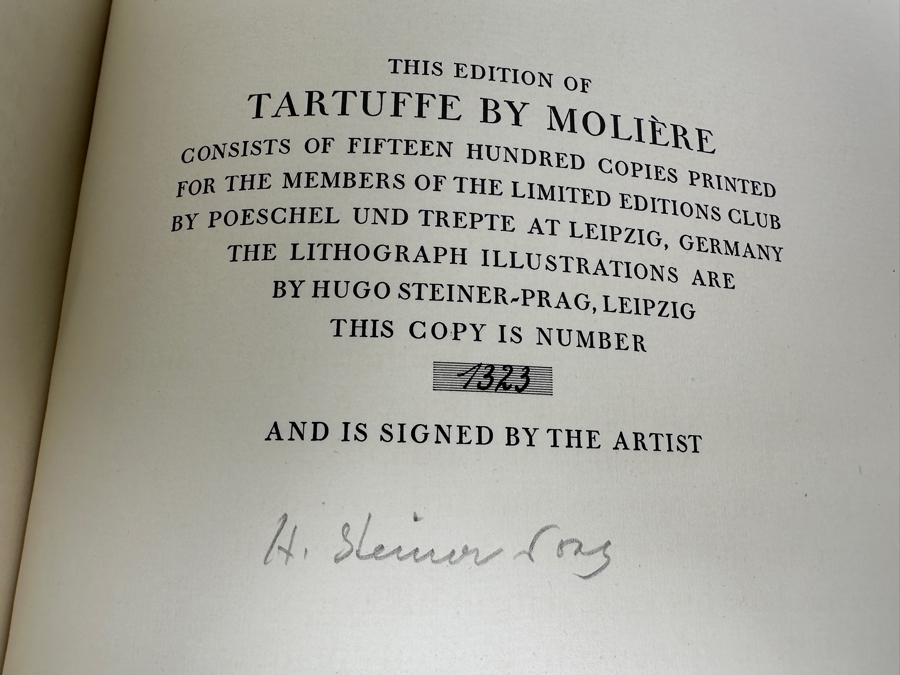 THIS EDITION OF
TARTUFFE BY MOLIÈRE
CONSISTS OF FIFTEEN HUNDRED COPIES PRINTED
FOR THE MEMBERS OF THE LIMITED EDITIONS CLUB
BY POESCHEL UND TREPTE AT LEIPZIG, GERMANY
THE LITHOGRAPH ILLUSTRATIONS ARE
BY HUGO STEINER-PRAG, LEIPZIG
THIS COPY IS NUMBER
1323
AND IS SIGNED BY THE ARTIST
H. Steiner Prag